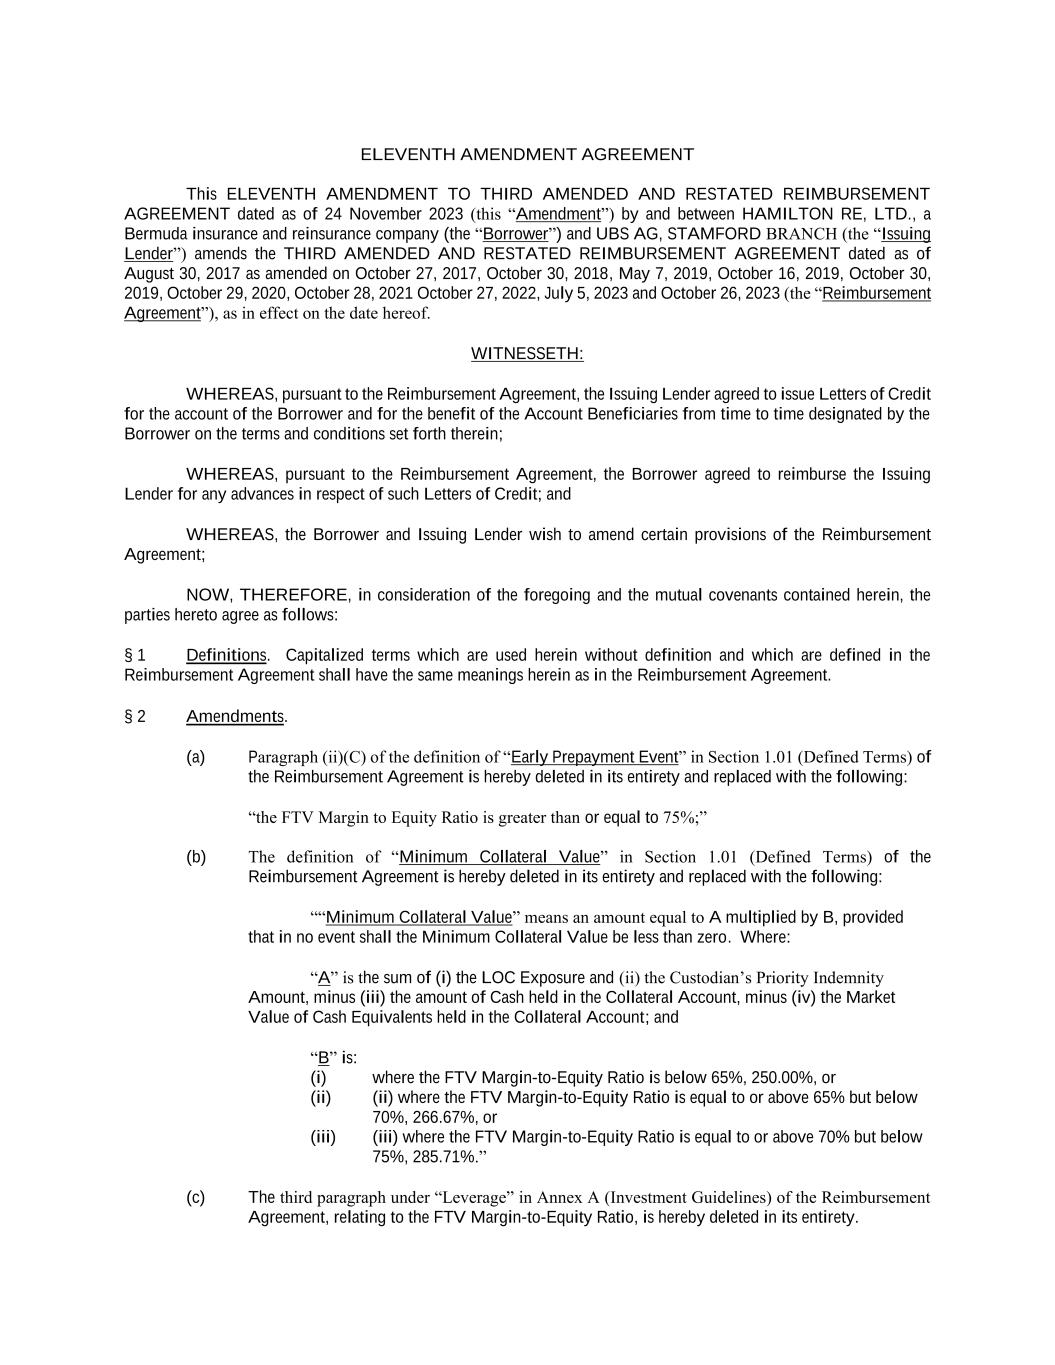 ELEVENTH AMENDMENT AGREEMENT
This ELEVENTH AMENDMENT TO THIRD AMENDED AND RESTATED REIMBURSEMENT
AGREEMENT dated as of 24 November 2023 (this “Amendment”) by and between HAMILTON RE, LTD., a
Bermuda insurance and reinsurance company (the “Borrower”) and UBS AG, STAMFORD BRANCH (the “Issuing
Lender”) amends the THIRD AMENDED AND RESTATED REIMBURSEMENT AGREEMENT dated as of
August 30, 2017 as amended on October 27, 2017, October 30, 2018, May 7, 2019, October 16, 2019, October 30,
2019, October 29, 2020, October 28, 2021 October 27, 2022, July 5, 2023 and October 26, 2023 (the “Reimbursement
Agreement”), as in effect on the date hereof.
WITNESSETH:
WHEREAS, pursuant to the Reimbursement Agreement, the Issuing Lender agreed to issue Letters of Credit
for the account of the Borrower and for the benefit of the Account Beneficiaries from time to time designated by the
Borrower on the terms and conditions set forth therein;
WHEREAS, pursuant to the Reimbursement Agreement, the Borrower agreed to reimburse the Issuing
Lender for any advances in respect of such Letters of Credit; and
WHEREAS, the Borrower and Issuing Lender wish to amend certain provisions of the Reimbursement
Agreement;
NOW, THEREFORE, in consideration of the foregoing and the mutual covenants contained herein, the
parties hereto agree as follows:
§ 1 Definitions. Capitalized terms which are used herein without definition and which are defined in the
Reimbursement Agreement shall have the same meanings herein as in the Reimbursement Agreement.
§ 2 Amendments.
(a) Paragraph (ii)(C) of the definition of “Early Prepayment Event” in Section 1.01 (Defined Terms) of
the Reimbursement Agreement is hereby deleted in its entirety and replaced with the following:
“the FTV Margin to Equity Ratio is greater than or equal to 75%;”
(b) The definition of “Minimum Collateral Value” in Section 1.01 (Defined Terms) of the
Reimbursement Agreement is hereby deleted in its entirety and replaced with the following:
““Minimum Collateral Value” means an amount equal to A multiplied by B, provided
that in no event shall the Minimum Collateral Value be less than zero. Where:
“A” is the sum of (i) the LOC Exposure and (ii) the Custodian’s Priority Indemnity
Amount, minus (iii) the amount of Cash held in the Collateral Account, minus (iv) the Market
Value of Cash Equivalents held in the Collateral Account; and
“B” is:
(i) where the FTV Margin-to-Equity Ratio is below 65%, 250.00%, or
(ii) (ii) where the FTV Margin-to-Equity Ratio is equal to or above 65% but below
70%, 266.67%, or
(iii) (iii) where the FTV Margin-to-Equity Ratio is equal to or above 70% but below
75%, 285.71%.”
(c) The third paragraph under “Leverage” in Annex A (Investment Guidelines) of the Reimbursement
Agreement, relating to the FTV Margin-to-Equity Ratio, is hereby deleted in its entirety.